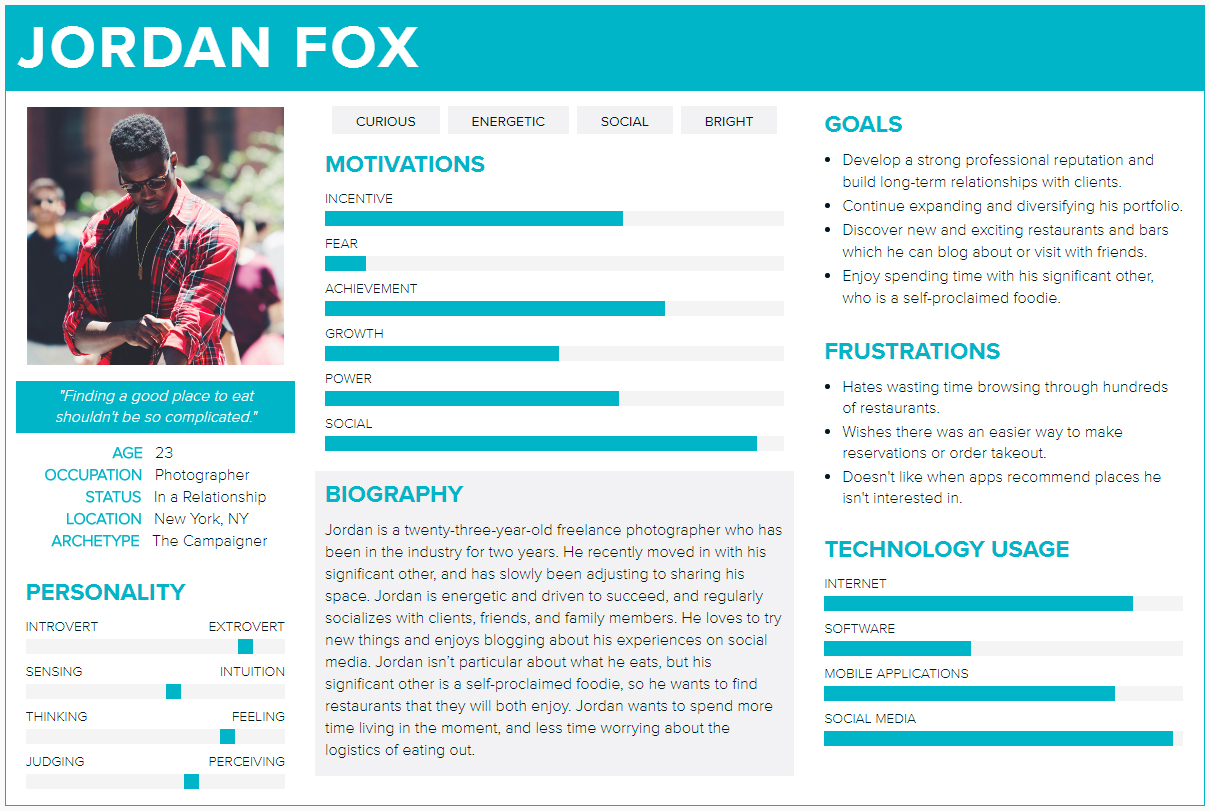 JORDAN FOX
"Finding a good place to eat
shouldn't be so complicated."
AGE 23
OCCUPATION Photographer
STATUS In a Relationship
LOCATION New York, NY
ARCHETYPE The Campaigner
PERSONALITY
INTROVERT EXTROVERT
SENSING INTUITION
THINKING FEELING
JUDGING PERCEIVING
CURIOUS ENERGETIC SOCIAL BRIGHT
MOTIVATIONS
INCENTIVE
FEAR
ACHIEVEMENT
GROWTH
POWER
SOCIAL
BIOGRAPHY
Jordan is a twenty-three-year-old freelance photographer who has
been in the industry for two years. He recently moved in with his
significant other, and has slowly been adjusting to sharing his
space. Jordan is energetic and driven to succeed, and regularly
socializes with clients, friends, and family members. He loves to try
new things and enjoys blogging about his experiences on social
media. Jordan isn’t particular about what he eats, but his
significant other is a self-proclaimed foodie, so he wants to find
restaurants that they will both enjoy. Jordan wants to spend more
time living in the moment, and less time worrying about the
logistics of eating out.
GOALS
• Develop a strong professional reputation and
build long-term relationships with clients.
• Continue expanding and diversifying his portfolio.
• Discover new and exciting restaurants and bars
which he can blog about or visit with friends.
• Enjoy spending time with his significant other,
who is a self-proclaimed foodie.
FRUSTRATIONS
• Hates wasting time browsing through hundreds
of restaurants.
• Wishes there was an easier way to make
reservations or order takeout.
• Doesn't like when apps recommend places he
isn't interested in.
TECHNOLOGY USAGE
INTERNET
SOFTWARE
MOBILE APPLICATIONS
SOCIAL MEDIA